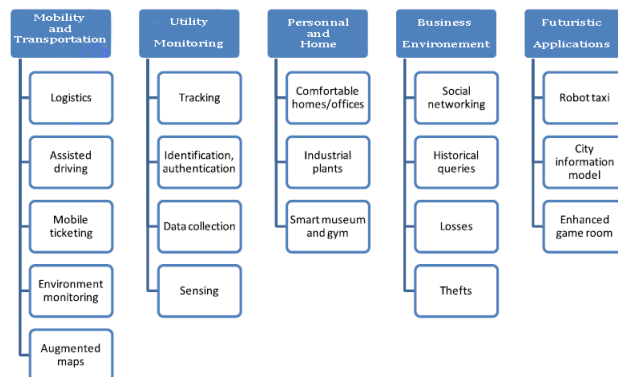 Mobility
and
Transportation
Logistics
Assisted
driving
Mobile
ticketing
Environment
monitoring
Augmented
maps
Utility
Monitoring
Tracking
Identification,
authentication
Data collection
Sensing
Personnal
and
Home
Comfortable
homes/offices
Industrial
plants
Smart museum
and gym
Business
Environement
Social
networking
Historical
queries
Losses
Thefts
Futuristic
Applications
Robot taxi
City
information
model
Enhanced
game room